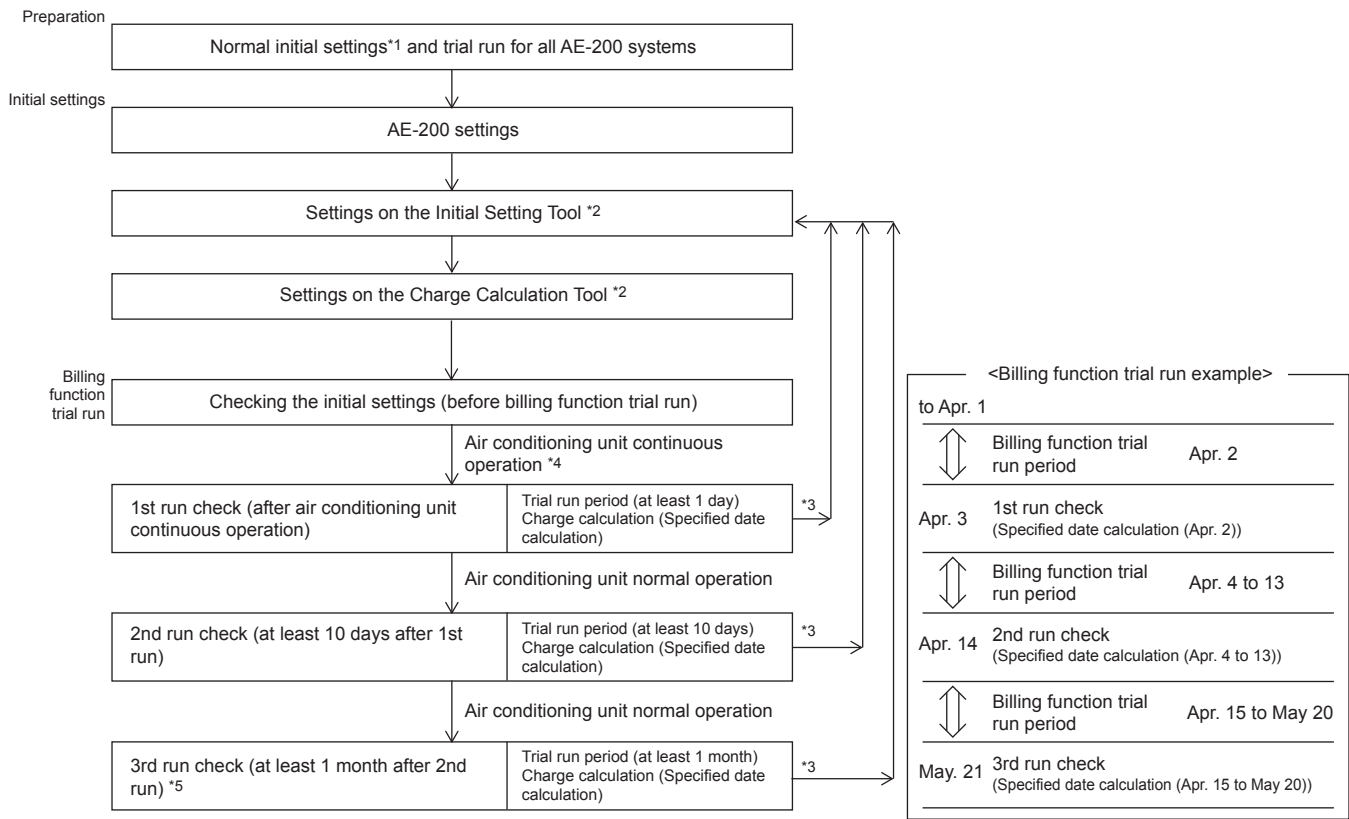 Preparation
Normal initial settings*1 and trial run for all AE-200 systems
Initial settings
AE-200 settings
Settings on the Initial Setting Tool *2
Settings on the Charge Calculation Tool *2
Billing
function
trial run
Checking the initial settings (before billing function trial run)
Air conditioning unit continuous
operation *4
1st run check (after air conditioning unit
continuous operation)
Trial run period (at least 1 day)
Charge calculation (Specified date
calculation)
*3
Air conditioning unit normal operation
2nd run check (at least 10 days after 1st
run)
Trial run period (at least 10 days)
Charge calculation (Specified date
calculation)
*3
Air conditioning unit normal operation
3rd run check (at least 1 month after 2nd
run) *5
Trial run period (at least 1 month)
Charge calculation (Specified date
calculation)
*3
<Billing function trial run example>
to Apr. 1
Billing function trial
run period
Apr. 2
Apr. 3
1st run check
(Specified date calculation (Apr. 2))
Billing function trial
run period
Apr. 4 to 13
Apr. 14
2nd run check
(Specified date calculation (Apr. 4 to 13))
Billing function trial
run period
Apr. 15 to May 20
May. 21
3rd run check
(Specified date calculation (Apr. 15 to May 20))